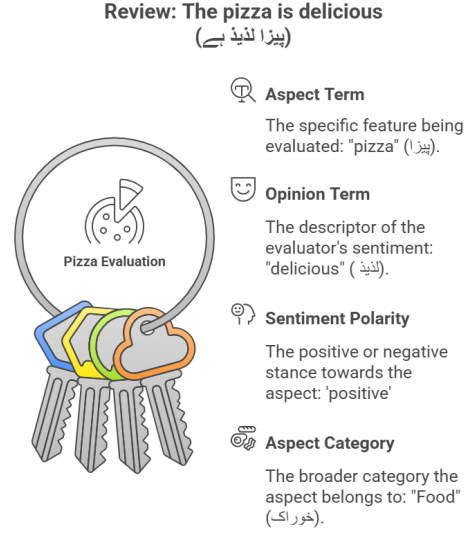 Review: The pizza is delicious
(پیزا لذیذ ہے)
Aspect Term
The specific feature being
evaluated: "pizza" (پیزا).
Opinion Term
The descriptor of the
evaluator's sentiment:
"delicious" ( لذیذ).
Sentiment Polarity
The positive or negative
stance towards the
aspect: 'positive'
Aspect Category
The broader category the
aspect belongs to: "Food"
(خوراک).
Pizza Evaluation